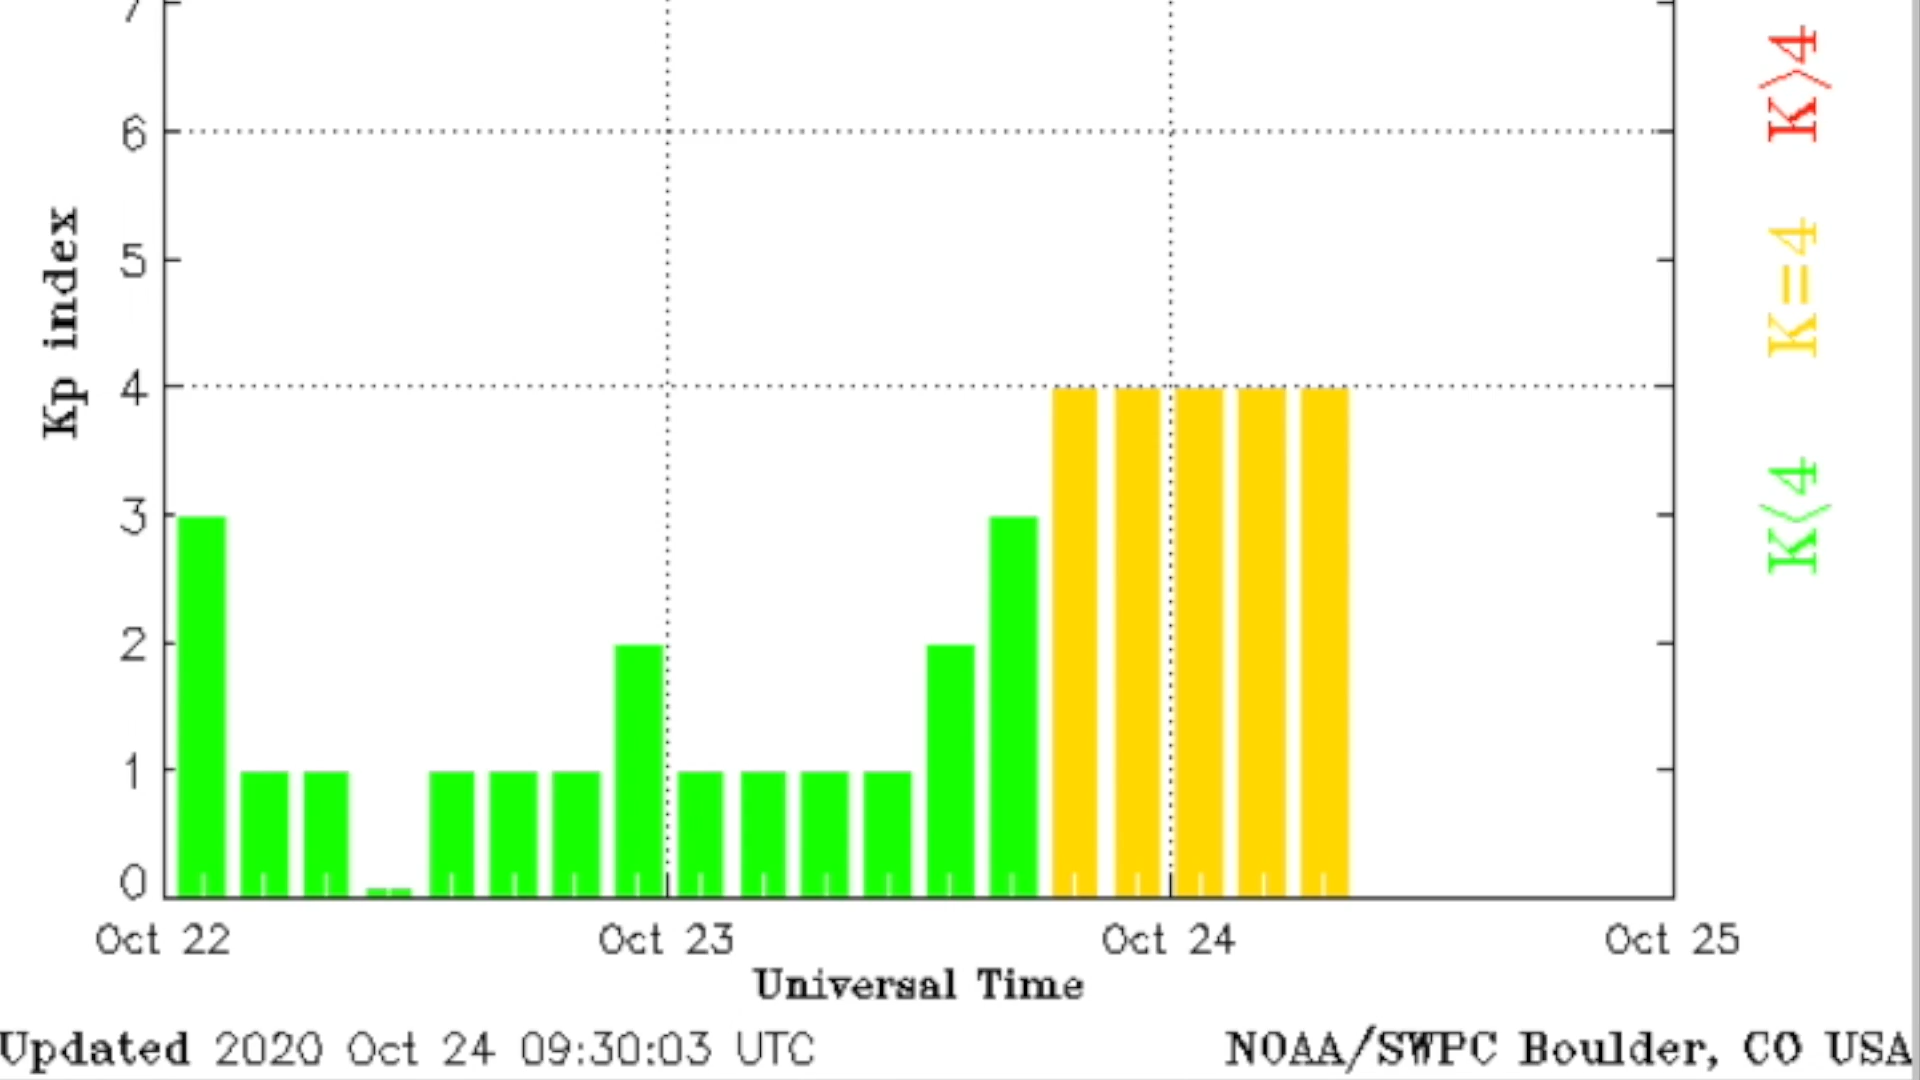 7
K>4
6
Kp index
5
K=4
4
3
K<4
2
1
0
Oct 22 Oct 23 Oct 24 Oct 25
Universal Time
Updated 2020 Oct 24 09:30:03 UTC NOAA/SWPC Boulder, CO USA